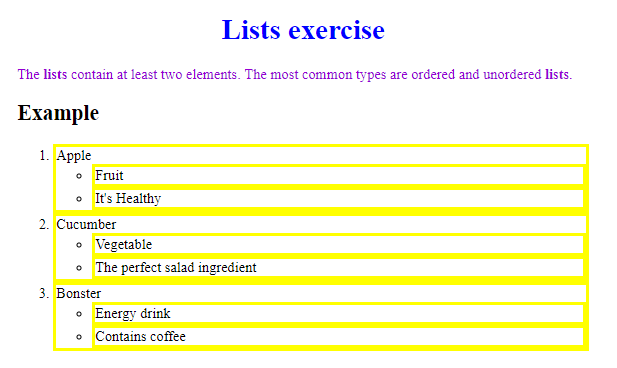 Lists exercise
The lists contain at least two elements. The most common types are ordered and unordered lists.
Example
1. Apple
Fruit
It's Healthy
2. Cucumber
Vegetable
The perfect salad ingredient
3. Bonster
Energy drink
Contains coffee